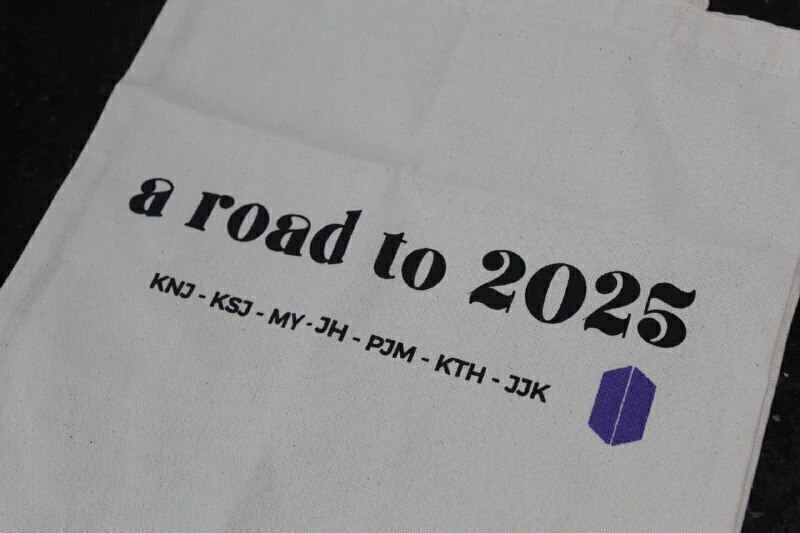 a road to 2025
KNJ - KSJ - MY - JH - PJM - KTH - JJK